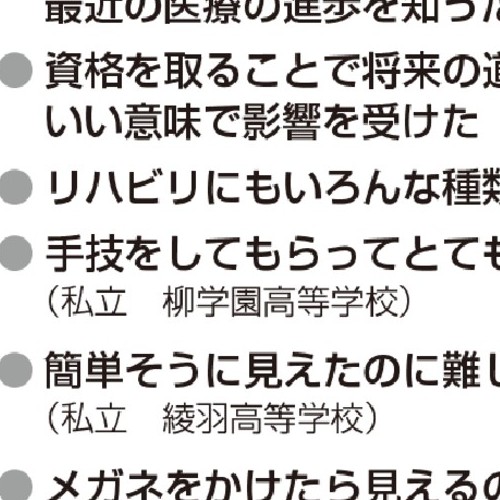 最近の医療の進歩を知った
● 資格を取ることで将来の道
いい意味で影響を受けた
● リハビリにもいろんな種類
● 手技をしてもらってとても
（私立　柳学園高等学校）
● 簡単そうに見えたのに難し
（私立　綾羽高等学校）
● メガネをかけたら見えるの